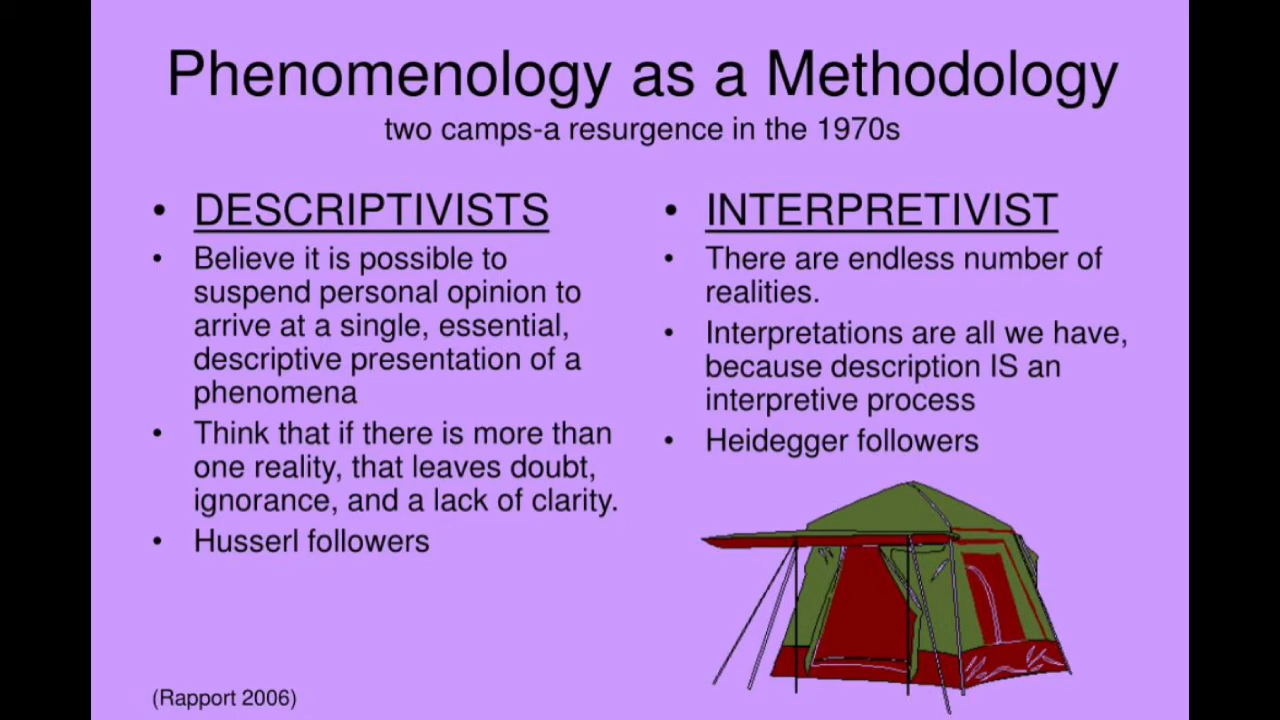 Phenomenology as a Methodology
two camps-a resurgence in the 1970s
• DESCRIPTIVISTS
• Believe it is possible to
suspend personal opinion to
arrive at a single, essential,
descriptive presentation of a
phenomena
• Think that if there is more than
one reality, that leaves doubt,
ignorance, and a lack of clarity.
• Husserl followers
• INTERPRETIVIST
• There are endless number of
realities.
• Interpretations are all we have,
because description IS an
interpretive process
• Heidegger followers
(Rapport 2006)